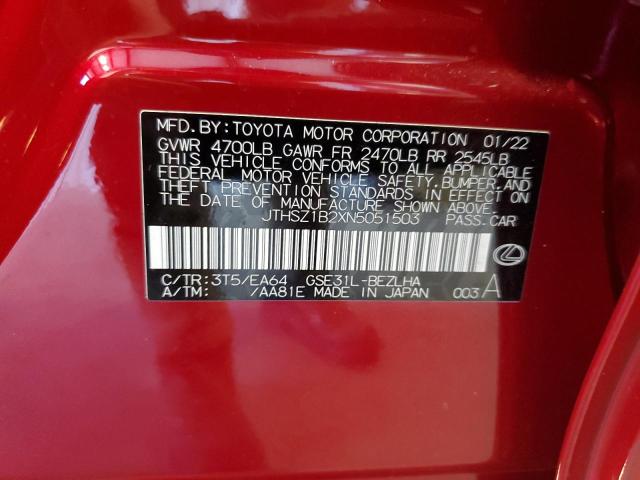 MFD. BY: TOYOTA MOTOR CORPORATION 01/22
GVWR 4700LB GAWR FR 2470LB RR 2545LB
THIS VEHICLE CONFORMS TO ALL APPLICABLE
FEDERAL MOTOR VEHICLE SAFETY, BUMPER, AND
THEFT PREVENTION STANDARDS IN EFFECT ON
THE DATE OF MANUFACTURE SHOWN ABOVE.
JTHSZ1B2XN5051503 PASS. CAR
C/TR: 3T5/EA64 GSE31L-BEZLHA
A/TM: /AA81E MADE IN JAPAN 003 A